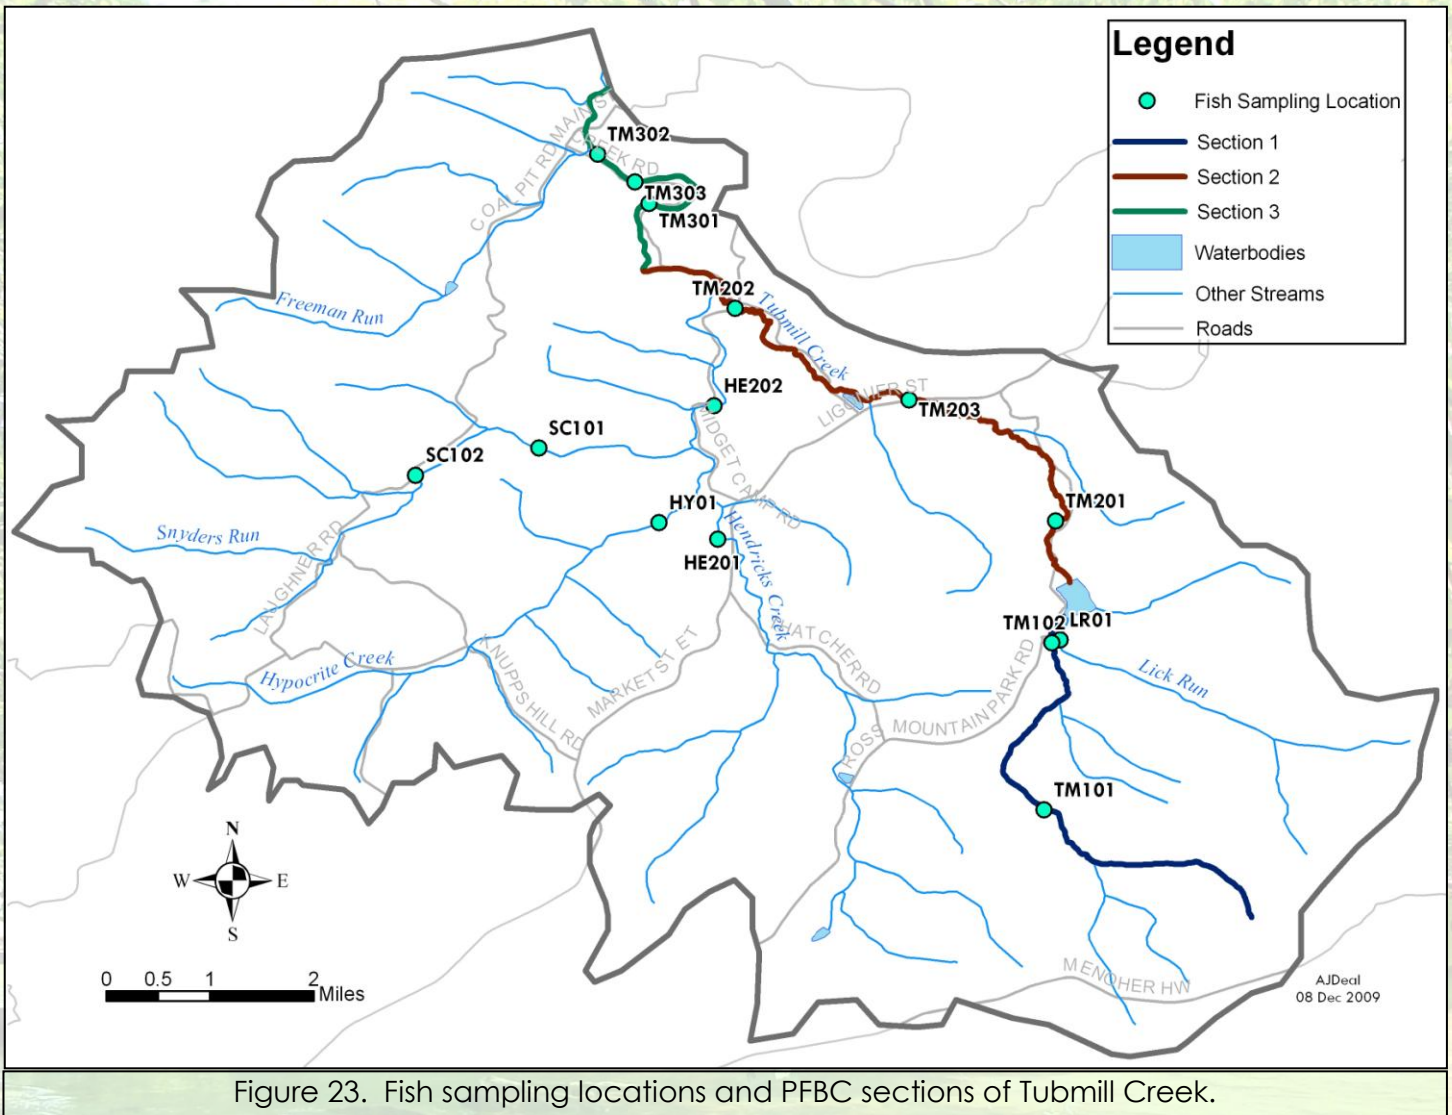 Legend
Fish Sampling Location
Section 1
Section 2
Section 3
Waterbodies
Other Streams
Roads
MAIN S
TM302
CREEK RD
COAL PIT RD
TM303
TM301
TM202
Tubmill Creek
Freeman Run
HE202
LIGONIER ST
TM203
SC101
SC102
BRIDGET CAMP RD
HY01
TM201
Snyders Run
HE201
Hendricks Creek
LAUGHNER RD
TM102
LR01
HATCHERRD
Hypocrite Creek
KNUPPS HILL RD
MARKET ST ET
Lick Run
ROSS MOUNTAIN PARK RD
TM101
N
W E
S
MENOHER HW
0 0.5 1 2
Miles
AJDeal
08 Dec 2009
Figure 23. Fish sampling locations and PFBC sections of Tubmill Creek.